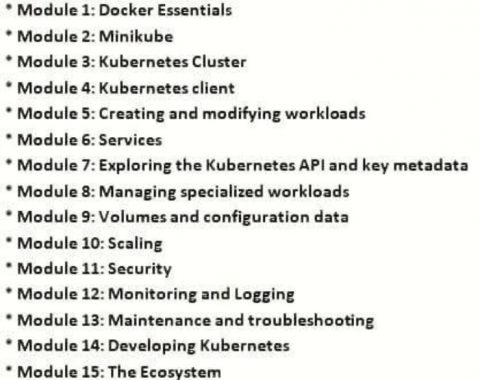 * Module 1: Docker Essentials
* Module 2: Minikube
* Module 3: Kubernetes Cluster
* Module 4: Kubernetes client
* Module 5: Creating and modifying workloads
* Module 6: Services
* Module 7: Exploring the Kubernetes API and key metadata
* Module 8: Managing specialized workloads
* Module 9: Volumes and configuration data
* Module 10: Scaling
* Module 11: Security
* Module 12: Monitoring and Logging
* Module 13: Maintenance and troubleshooting
* Module 14: Developing Kubernetes
* Module 15: The Ecosystem